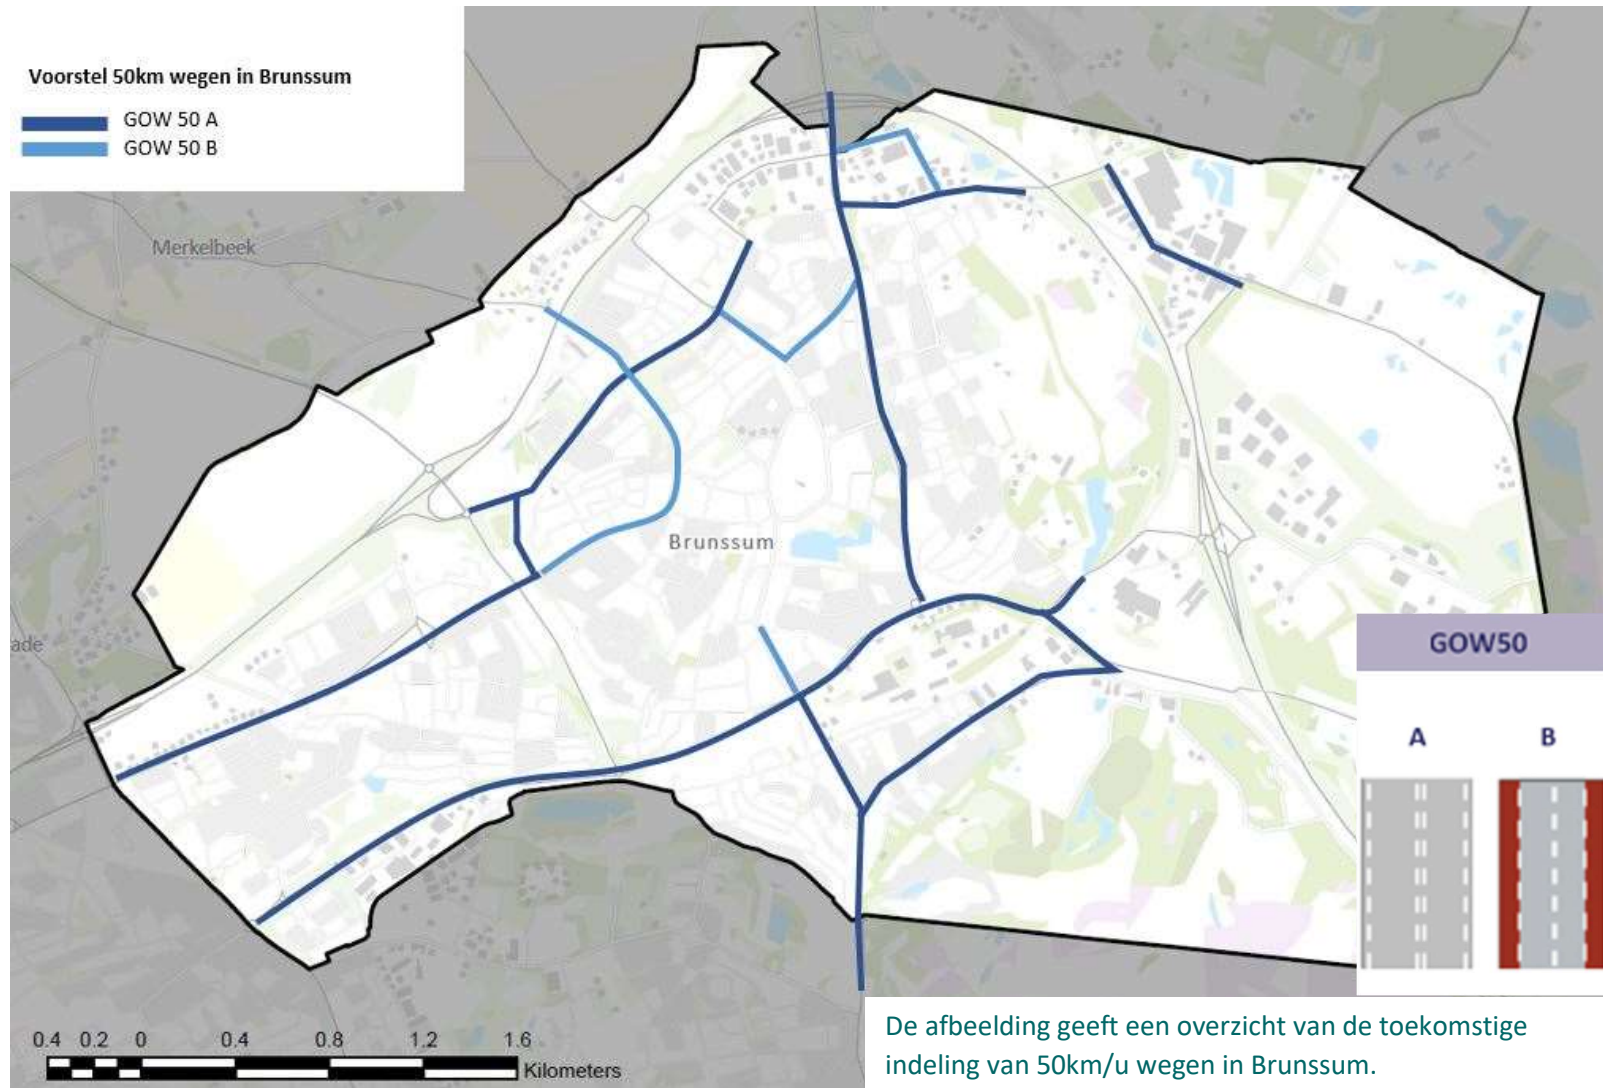 Voorstel 50km wegen in Brunssum
GOW 50 A
GOW 50 B
Merkelbeek
Brunssum
ade
GOW50
A B
0.4 0.2 0 0.4 0.8 1.2 1.6
Kilometers
De afbeelding geeft een overzicht van de toekomstige
indeling van 50km/u wegen in Brunssum.